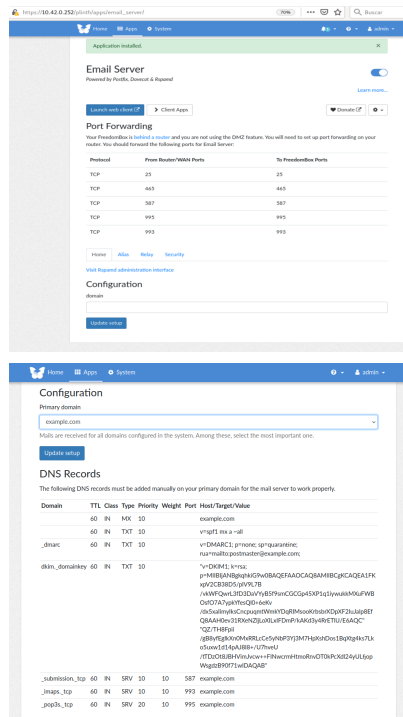 https://10.42.0.252/plinth/apps/email_server/ 70% Buscar
Home Apps System admin
Application installed. ×
Email Server
Powered by Postfix, Dovecot & Rspamd
Learn more...
Launch web client Client Apps Donate
Port Forwarding
Your FreedomBox is behind a router and you are not using the DMZ feature. You will need to set up port forwarding on your
router. You should forward the following ports for Email Server:
Protocol From Router/WAN Ports To FreedomBox Ports
TCP 25 25
TCP 465 465
TCP 587 587
TCP 995 995
TCP 993 993
Home Alias Relay Security
Visit Rspamd administration interface
Configuration
domain
Update setup
Home Apps System admin
Configuration
Primary domain
example.com
Mails are received for all domains configured in the system. Among these, select the most important one.
Update setup
DNS Records
The following DNS records must be added manually on your primary domain for the mail server to work properly.
Domain TTL Class Type Priority Weight Port Host/Target/Value
60 IN MX 10 example.com
60 IN TXT 10 v=spf1 mx a ~all
_dmarc 60 IN TXT 10 v=DMARC1; p=none; sp=quarantine;
rua=mailto:postmaster@example.com;
dkim._domainkey 60 IN TXT 10 "v=DKIM1; k=rsa;
_submission._tcp 60 IN SRV 10 10 587 example.com
_imaps._tcp 60 IN SRV 10 10 993 example.com
_pop3s._tcp 60 IN SRV 20 10 995 example.com